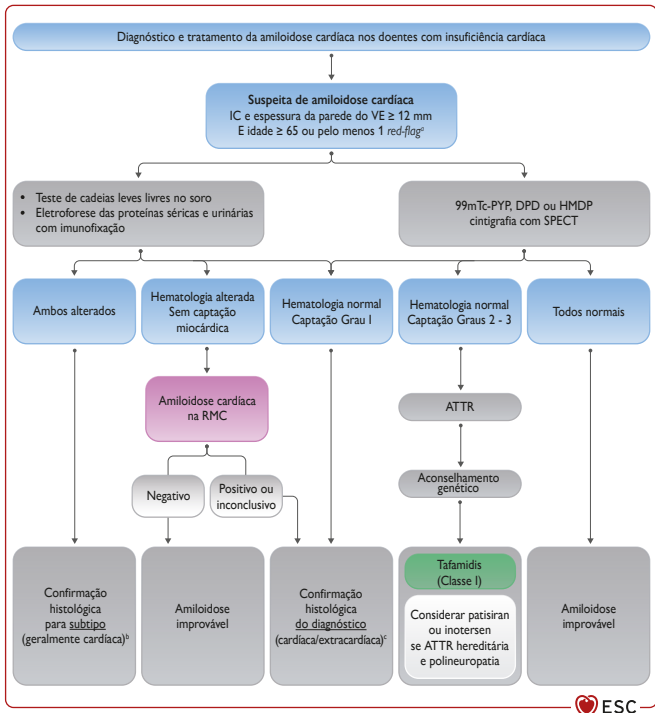 Diagnóstico e tratamento da amiloidose cardíaca nos doentes com insuficiência cardíaca
Suspeita de amiloidose cardíaca
IC e espessura da parede do VE ≥ 12 mm
E idade ≥ 65 ou pelo menos 1 red-flagᵃ
• Teste de cadeias leves livres no soro
• Eletroforese das proteínas séricas e urinárias
com imunofixação
99mTc-PYP, DPD ou HMDP
cintigrafia com SPECT
Ambos alterados
Hematologia alterada
Sem captação
miocárdica
Hematologia normal
Captação Grau I
Hematologia normal
Captação Graus 2 - 3
Todos normais
Amiloidose cardíaca
na RMC
ATTR
Negativo
Positivo ou
inconclusivo
Aconselhamento
genético
Confirmação
histológica
para subtipo
(geralmente cardíaca)ᵇ
Amiloidose
improvável
Confirmação
histológica
do diagnóstico
(cardíaca/extracardíaca)ᶜ
Tafamidis
(Classe I)
Considerar patisiran
ou inotersen
se ATTR hereditária
e polineuropatia
Amiloidose
improvável
ESC